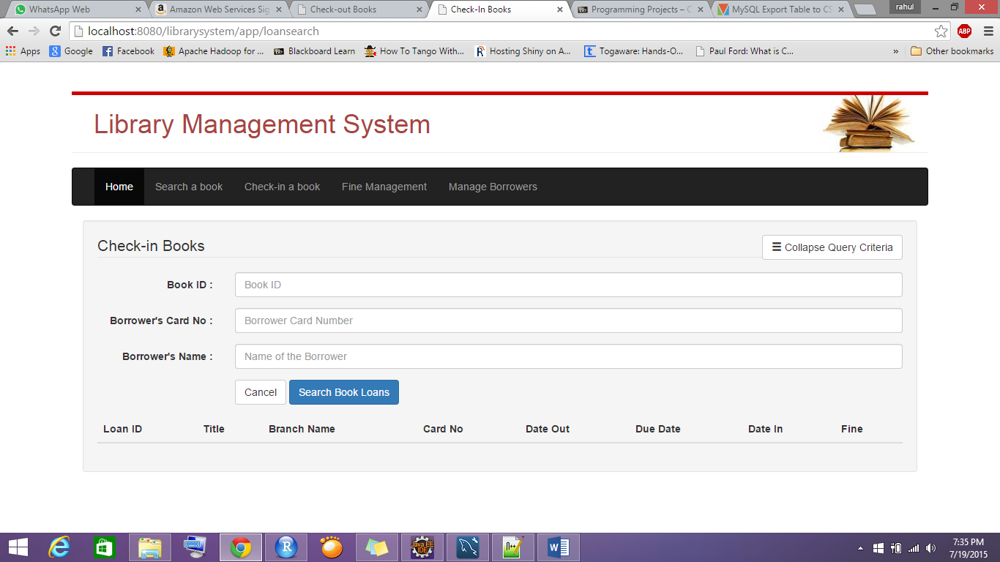 WhatsApp Web
Amazon Web Services Sig
Check-out Books
Check-In Books
Programming Projects – C
MySQL Export Table to CS
rahul
localhost:8080/librarysystem/app/loansearch
ABP
Apps
Google
Facebook
Apache Hadoop for ...
Blackboard Learn
How To Tango With...
Hosting Shiny on A...
Togaware: Hands-O...
Paul Ford: What is C...
»
Other bookmarks
Library Management System
Home Search a book Check-in a book Fine Management Manage Borrowers
Check-in Books
Collapse Query Criteria
Book ID : Book ID
Borrower's Card No : Borrower Card Number
Borrower's Name : Name of the Borrower
Cancel Search Book Loans
Loan ID Title Branch Name Card No Date Out Due Date Date In Fine
7:35 PM
7/19/2015